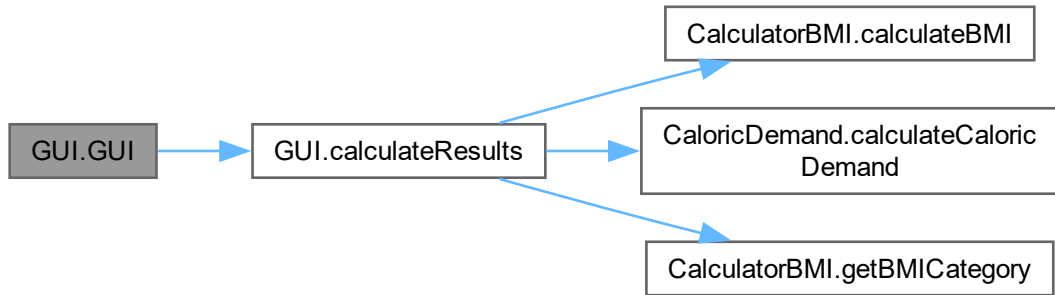 CalculatorBMI.calculateBMI
GUI.GUI
GUI.calculateResults
CaloricDemand.calculateCaloric
Demand
CalculatorBMI.getBMICategory